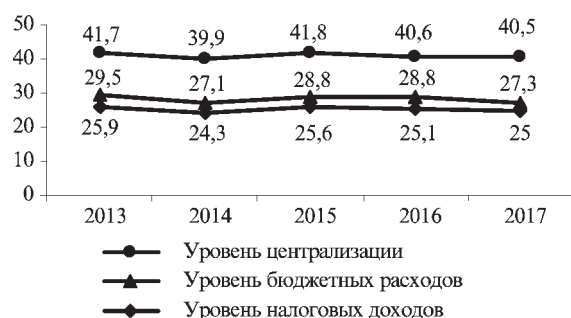 50
41,7 39,9 41,8 40,6 40,5
40
29,5 27,1 28,8 28,8 27,3
30
20
25,9 24,3 25,6 25,1 25
10
0
2013 2014 2015 2016 2017
Уровень централизации
Уровень бюджетных расходов
Уровень налоговых доходов